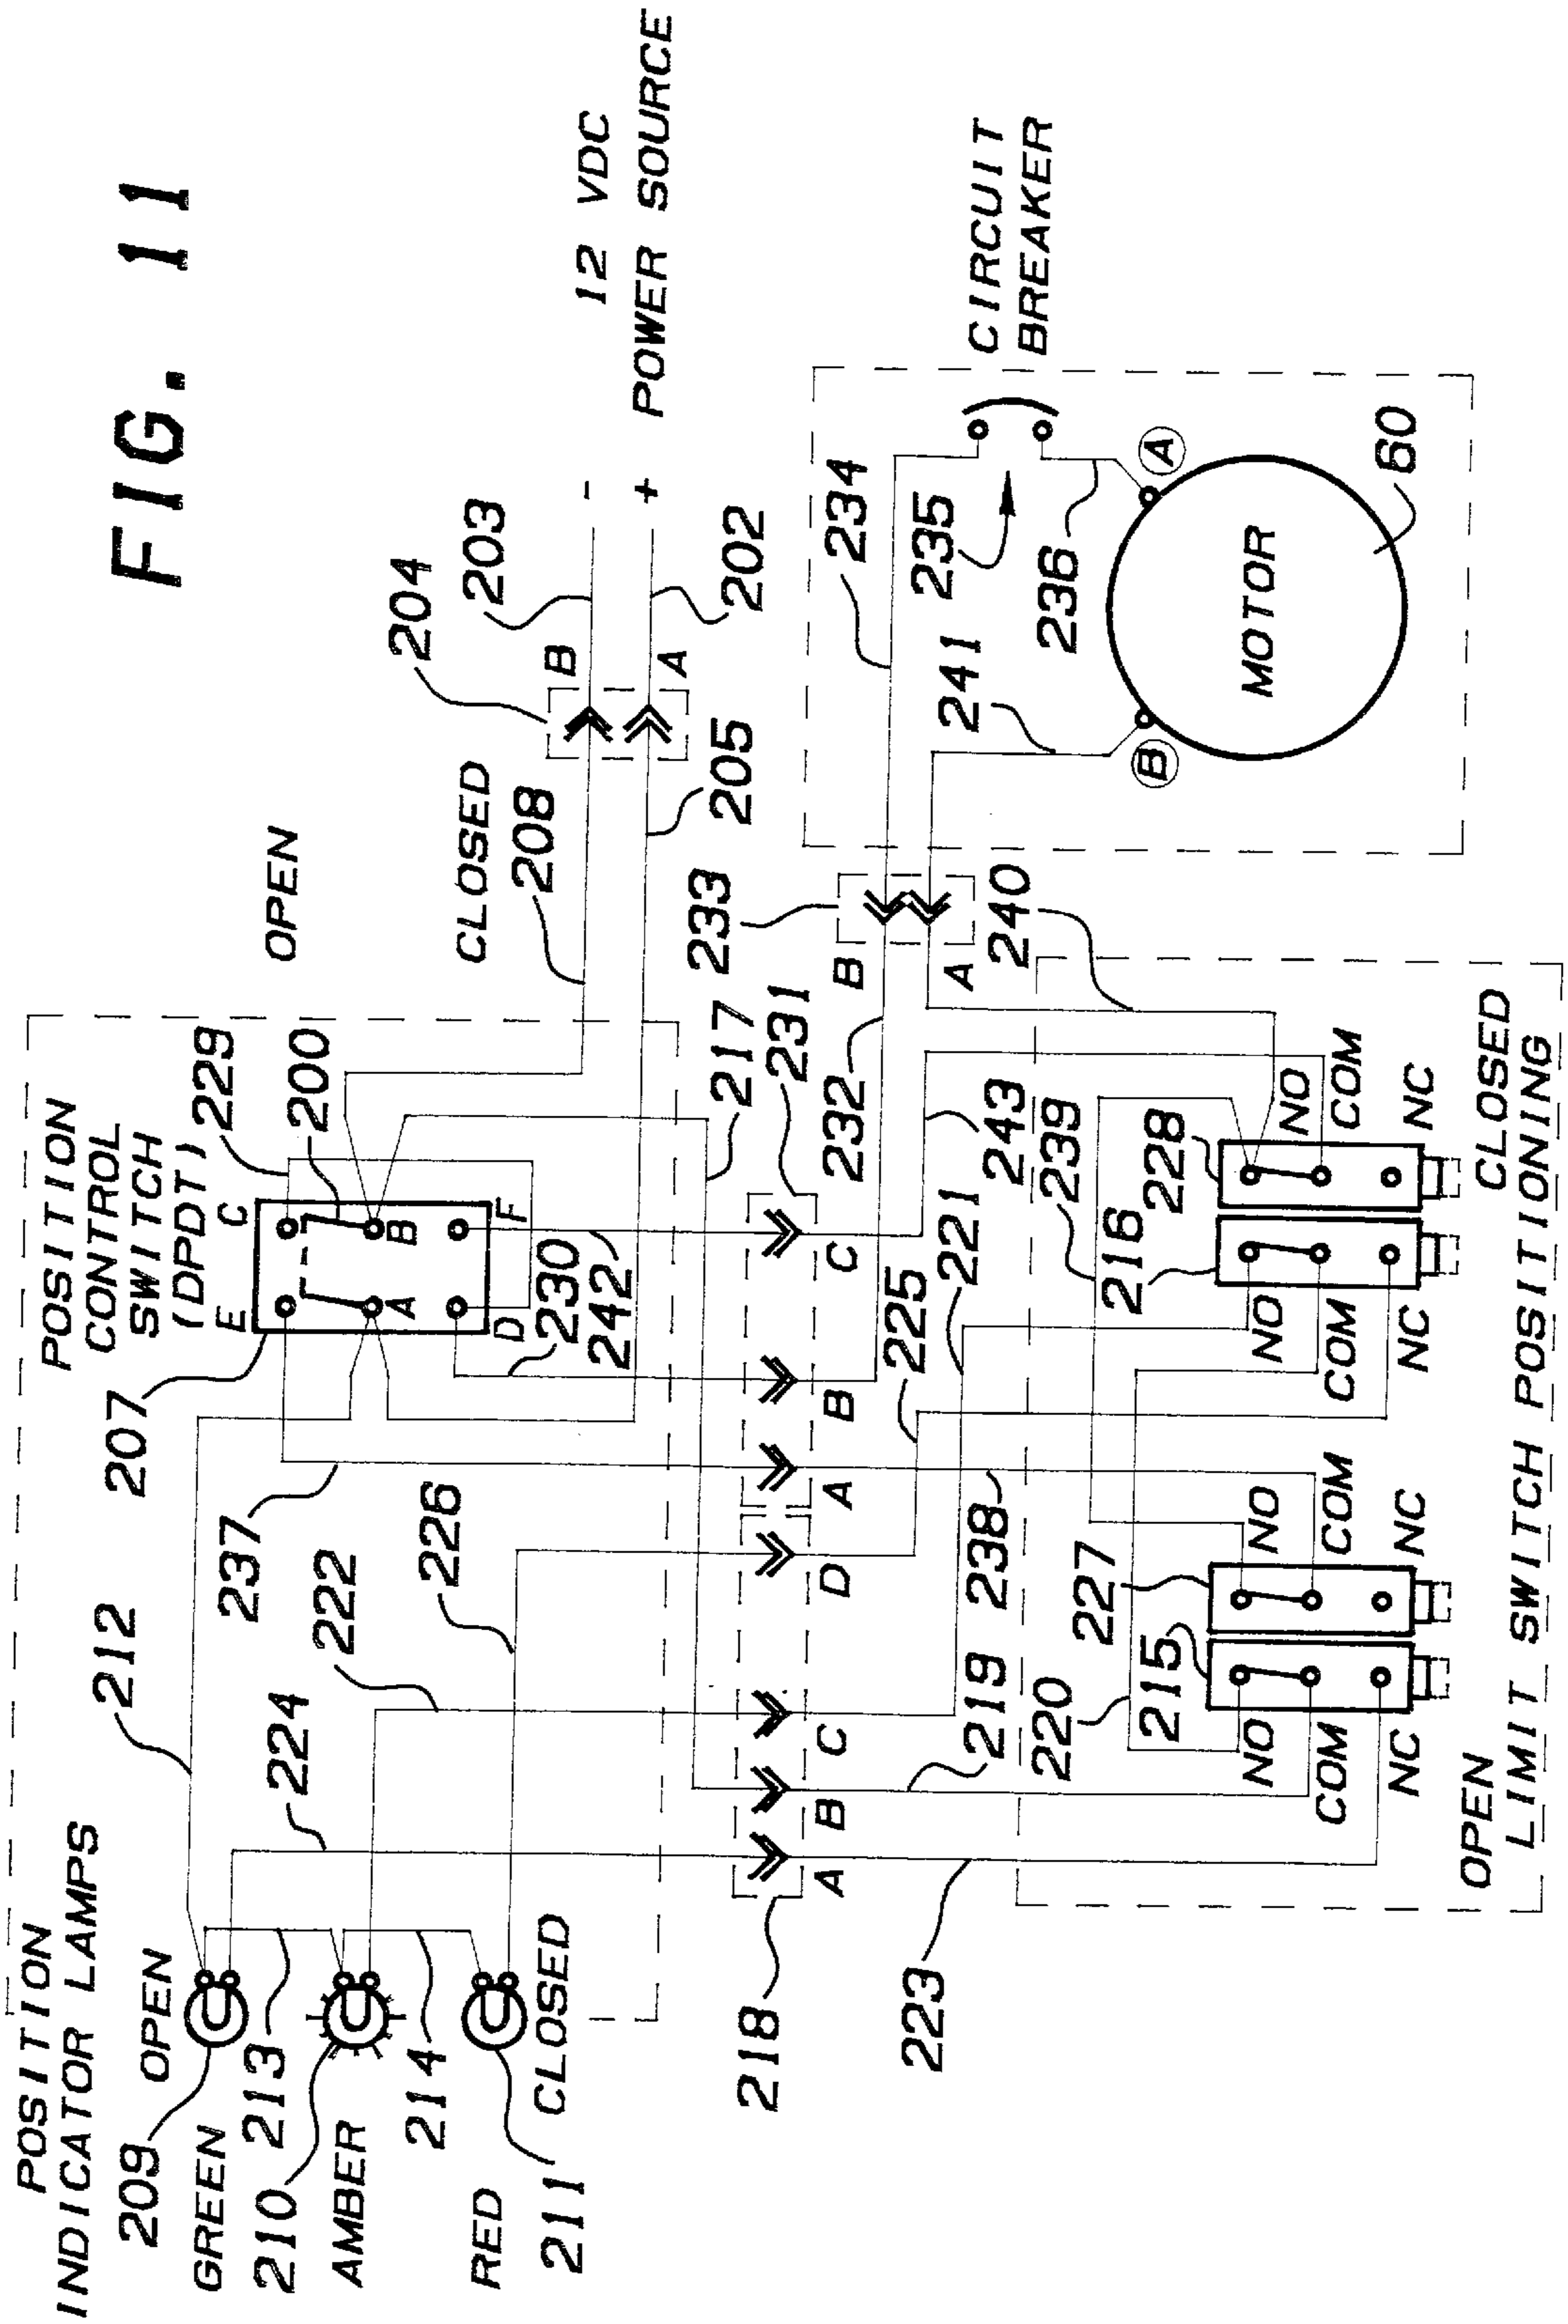 FIG. 11
POSITION
INDICATOR LAMPS
209
OPEN
GREEN
213
210
AMBER
214
RED
211
CLOSED
212
224
222
226
237
207
POSITION
CONTROL
SWITCH
(DPDT)
E
C
229
200
A
B
D
F
230
242
OPEN
CLOSED
208
204
203
B
A
205
202
-
+
12 VDC
POWER SOURCE
217
231
218
A
B
C
D
A
B
C
233
B
A
232
234
235
CIRCUIT
BREAKER
236
241
240
A
B
MOTOR
60
223
219
220
215
227
238
225
221
243
239
216
228
NO
COM
NC
NO
COM
NC
NO
COM
NC
NO
COM
NC
OPEN
CLOSED
LIMIT SWITCH POSITIONING